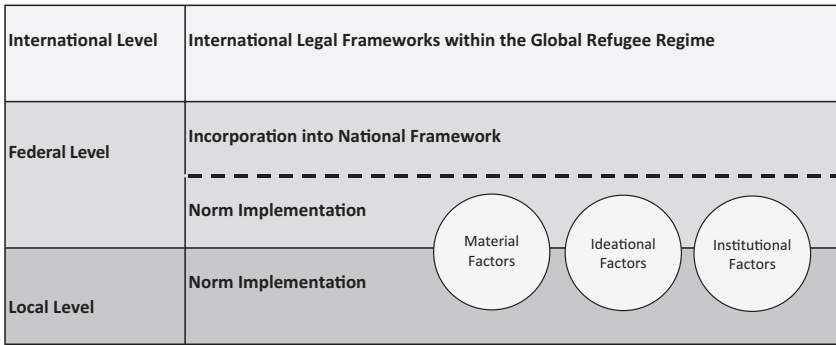 International Level
International Legal Frameworks within the Global Refugee Regime
Federal Level
Incorporation into National Framework
Norm Implementation
Material
Factors
Ideational
Factors
Institutional
Factors
Local Level
Norm Implementation